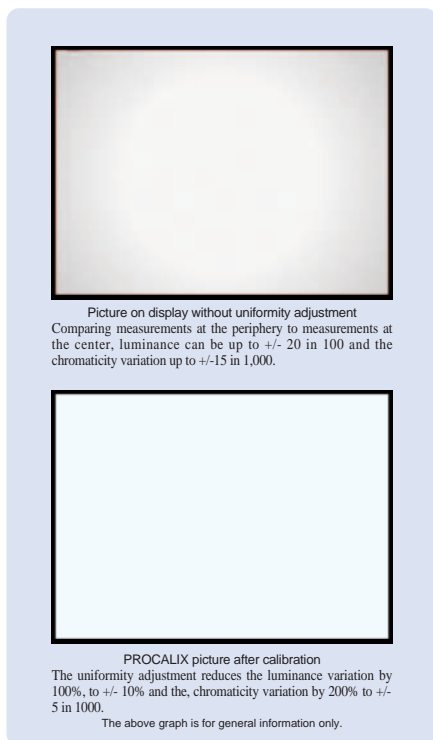 Picture on display without uniformity adjustment
Comparing measurements at the periphery to measurements at
the center, luminance can be up to +/- 20 in 100 and the
chromaticity variation up to +/-15 in 1,000.
PROCALIX picture after calibration
The uniformity adjustment reduces the luminance variation by
100%, to +/- 10% and the, chromaticity variation by 200% to +/-
5 in 1000.
The above graph is for general information only.